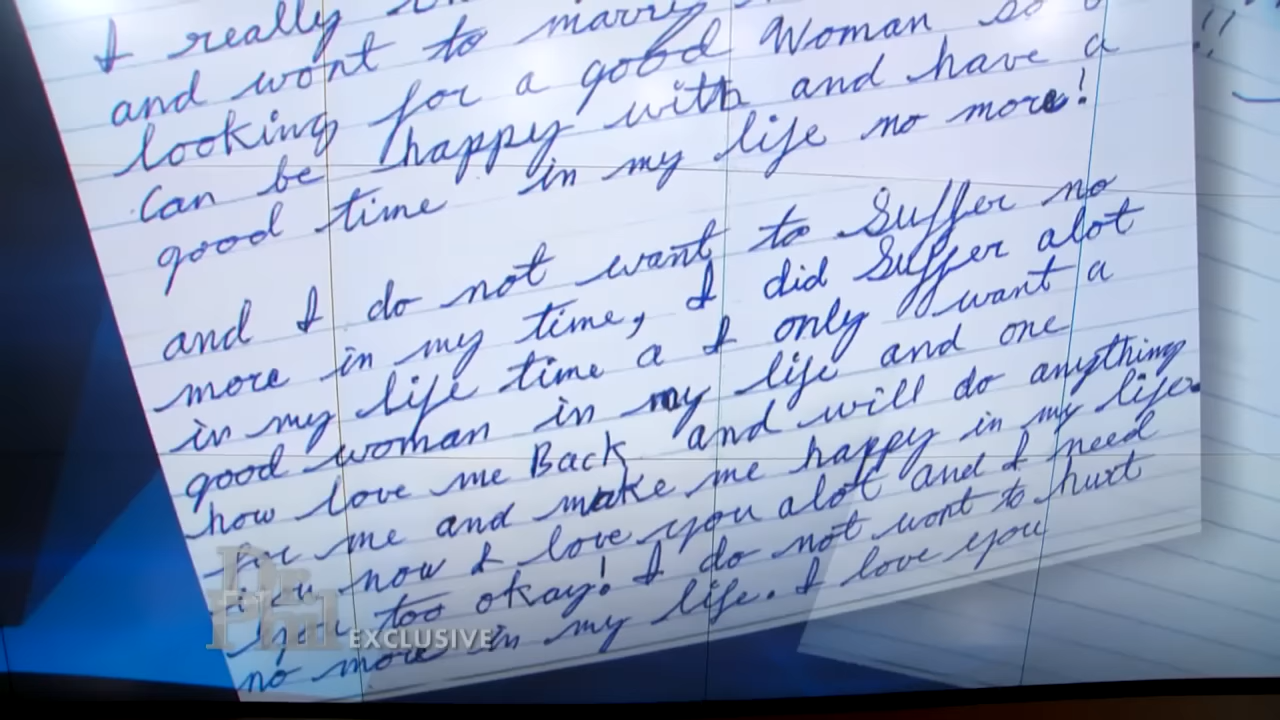 I really
and wont to marry
looking for a good Woman so
can be happy with and have a
good time in my life no more!
and I do not want to Suffer no
more in my time, I did Suffer alot
in my life time a I only want a
good woman in my life and one
how love me Back and will do anything
for me and make me happy in my life.
now I love you alot and I need
you too okay! I do not wont to hurt
no more in my life. I love you
!!
Dr. Phil
EXCLUSIVE